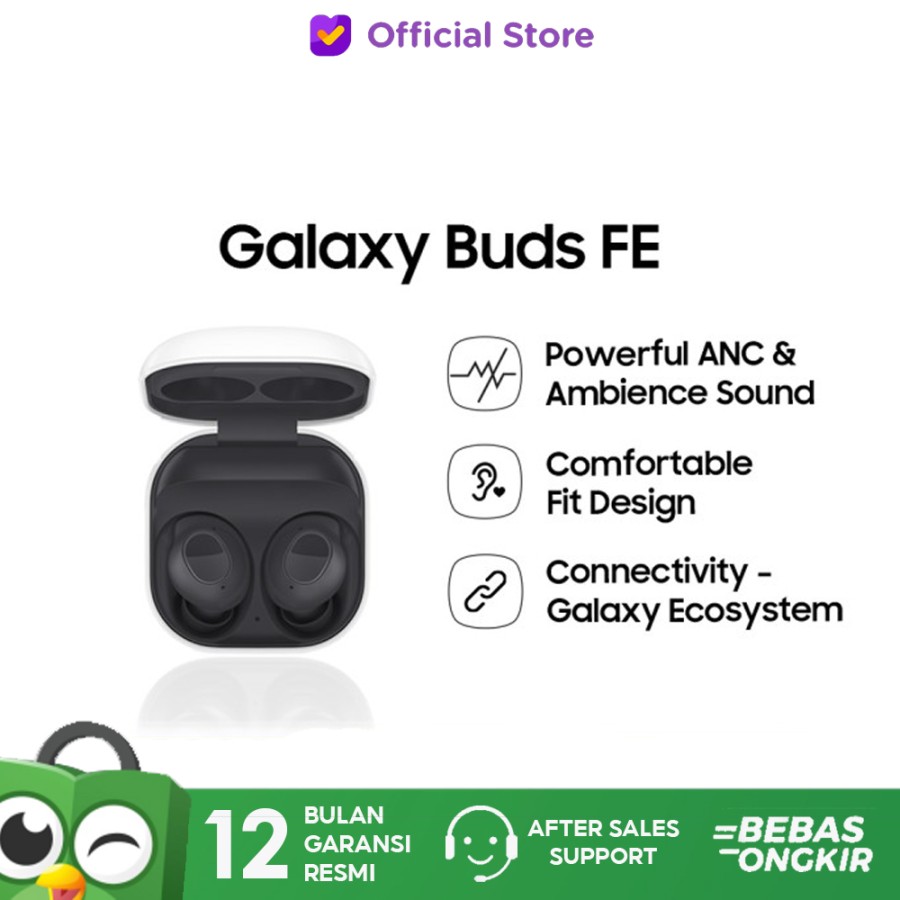 Official Store
Galaxy Buds FE
Powerful ANC &
Ambience Sound
Comfortable
Fit Design
Connectivity -
Galaxy Ecosystem
12
BULAN
GARANSI
RESMI
AFTER SALES
SUPPORT
BEBAS
ONGKIR